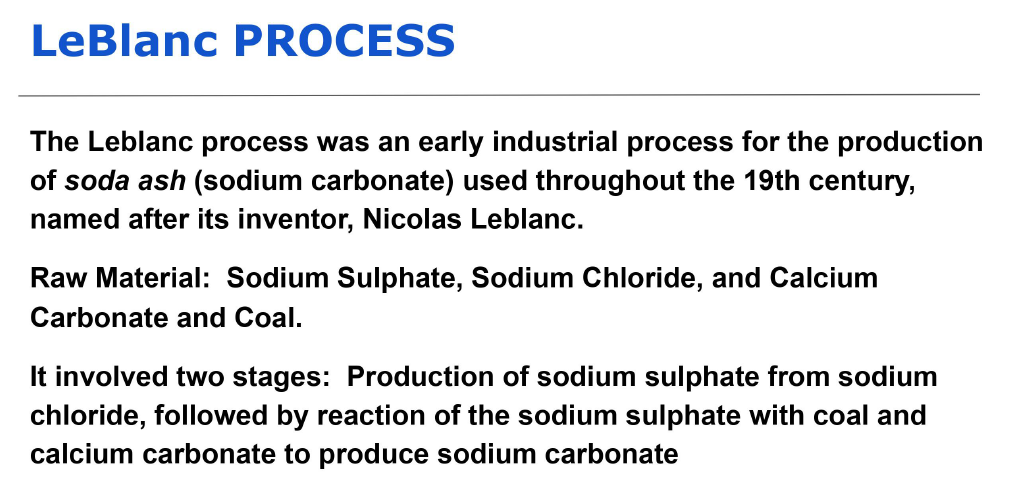 LeBlanc PROCESS
The Leblanc process was an early industrial process for the production
of soda ash (sodium carbonate) used throughout the 19th century,
named after its inventor, Nicolas Leblanc.
Raw Material:  Sodium Sulphate, Sodium Chloride, and Calcium
Carbonate and Coal.
It involved two stages:  Production of sodium sulphate from sodium
chloride, followed by reaction of the sodium sulphate with coal and
calcium carbonate to produce sodium carbonate